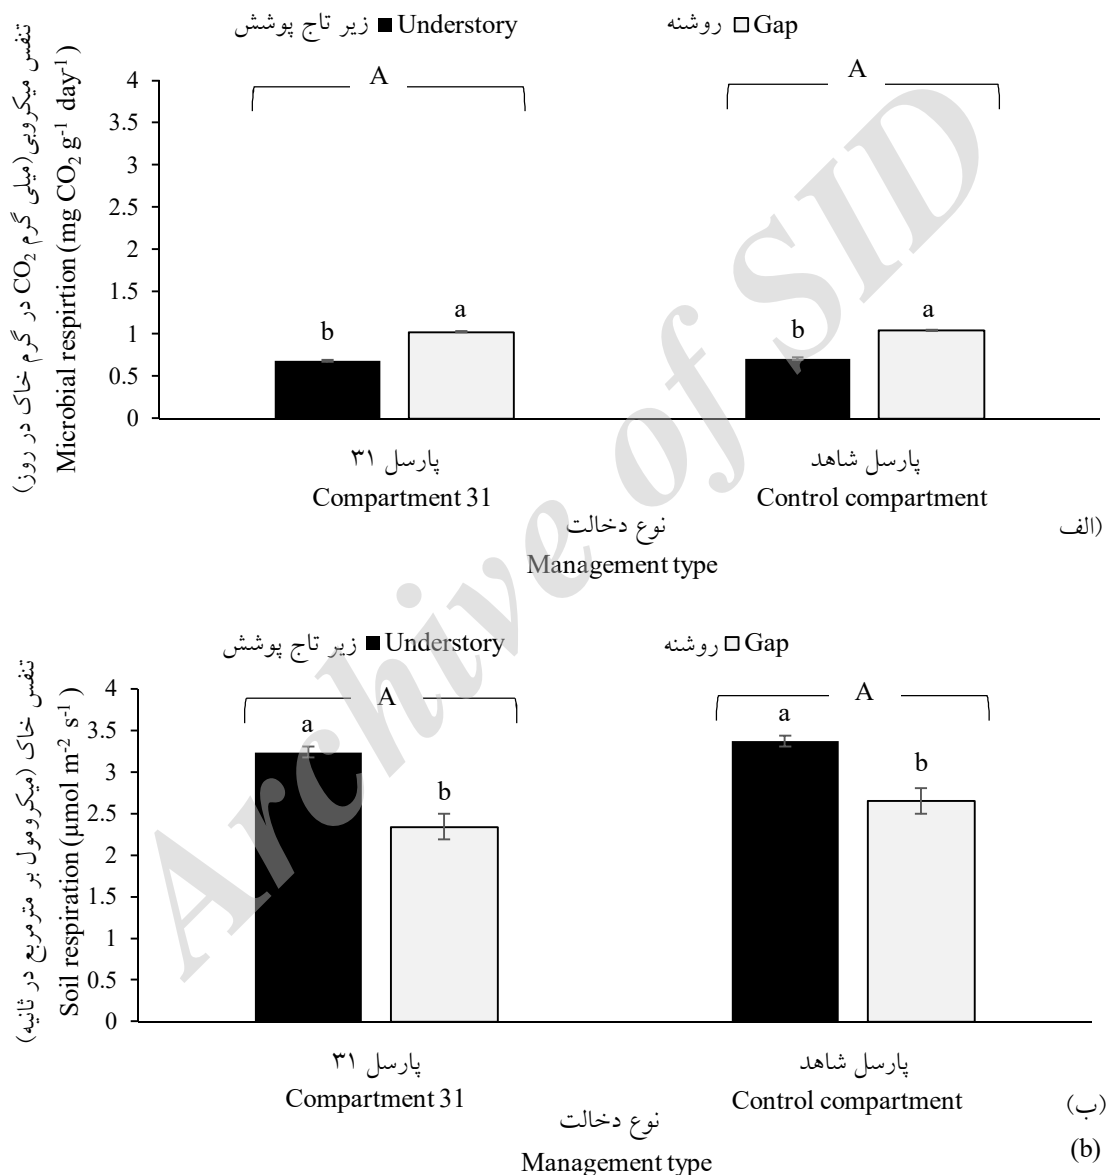 زیر تاج پوشش ■ Understory روشنه □ Gap
تنفس میکروبی(میلی گرم CO₂ در گرم خاک در روز)
Microbial respirtion (mg CO₂ g⁻¹ day⁻¹)
4
3.5
3
2.5
2
1.5
1
0.5
0
A
A
b
a
b
a
پارسل ۳۱
Compartment 31
پارسل شاهد
Control compartment
نوع دخالت
Management type
الف)
زیر تاج پوشش ■ Understory روشنه □ Gap
تنفس خاک (میکرومول بر مترمربع در ثانیه)
Soil respiration (µmol m⁻² s⁻¹)
4
3.5
3
2.5
2
1.5
1
0.5
0
A
A
a
b
a
b
پارسل ۳۱
Compartment 31
پارسل شاهد
Control compartment
نوع دخالت
Management type
(ب)
(b)
Archive of SID